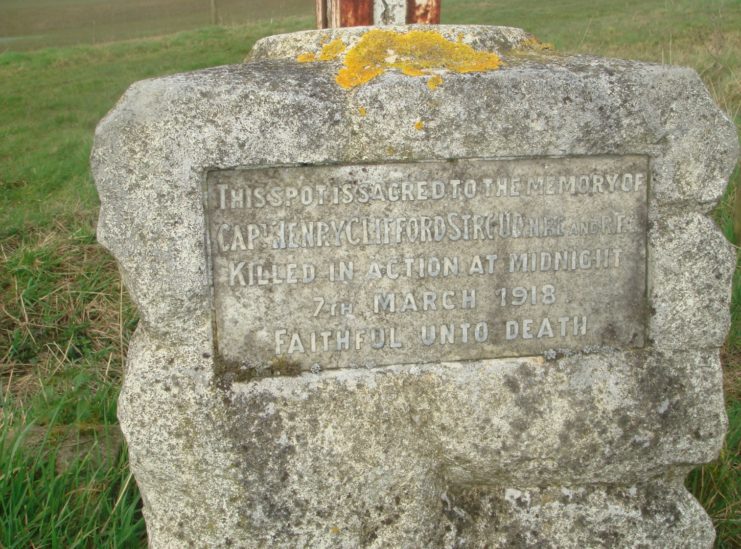 THIS SPOT IS SACRED TO THE MEMORY OF
CAPT HENRY CLIFFORD STROUD R.F.C. AND R.E.
KILLED IN ACTION AT MIDNIGHT
7TH MARCH 1918
FAITHFUL UNTO DEATH